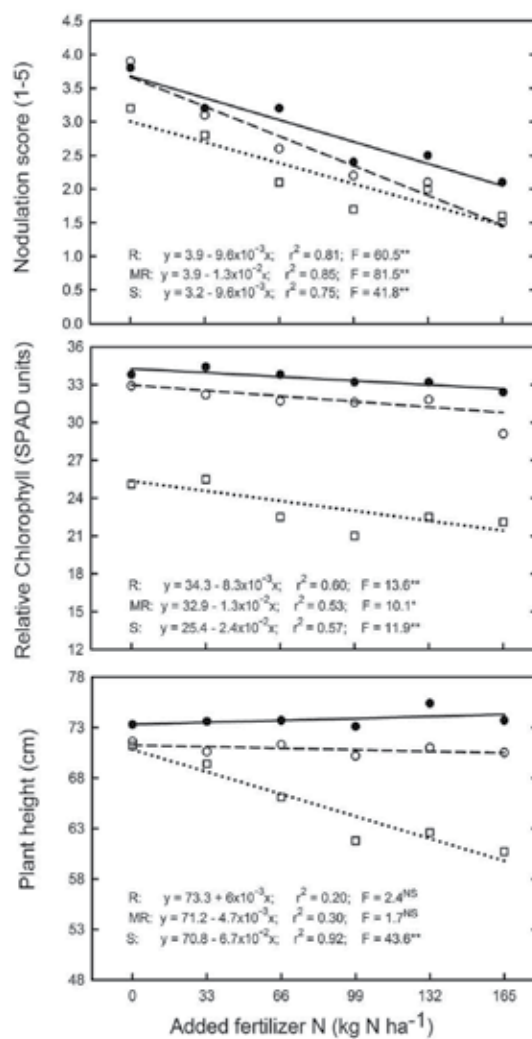 Nodulation score (1-5)
4.5
4.0
3.5
3.0
2.5
2.0
1.5
1.0
0.5
0.0
R: y = 3.9 - 9.6x10⁻³x; r² = 0.81; F = 60.5**
MR: y = 3.9 - 1.3x10⁻²x; r² = 0.85; F = 81.5**
S: y = 3.2 - 9.6x10⁻³x; r² = 0.75; F = 41.8**
Relative Chlorophyll (SPAD units)
36
33
30
27
24
21
18
15
12
R: y = 34.3 - 8.3x10⁻³x; r² = 0.60; F = 13.6**
MR: y = 32.9 - 1.3x10⁻²x; r² = 0.53; F = 10.1*
S: y = 25.4 - 2.4x10⁻²x; r² = 0.57; F = 11.9**
Plant height (cm)
78
73
68
63
58
53
48
R: y = 73.3 + 6x10⁻³x; r² = 0.20; F = 2.4ᴺˢ
MR: y = 71.2 - 4.7x10⁻³x; r² = 0.30; F = 1.7ᴺˢ
S: y = 70.8 - 6.7x10⁻²x; r² = 0.92; F = 43.6**
0 33 66 99 132 165
Added fertilizer N (kg N ha⁻¹)